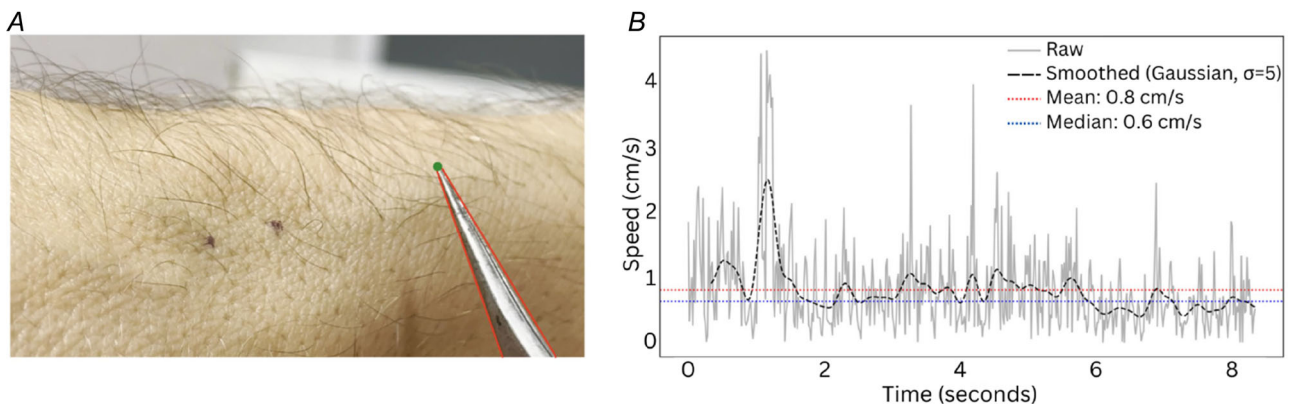 A
B
Raw
Smoothed (Gaussian, σ=5)
Mean: 0.8 cm/s
Median: 0.6 cm/s
Speed (cm/s)
4
3
2
1
0
0 2 4 6 8
Time (seconds)